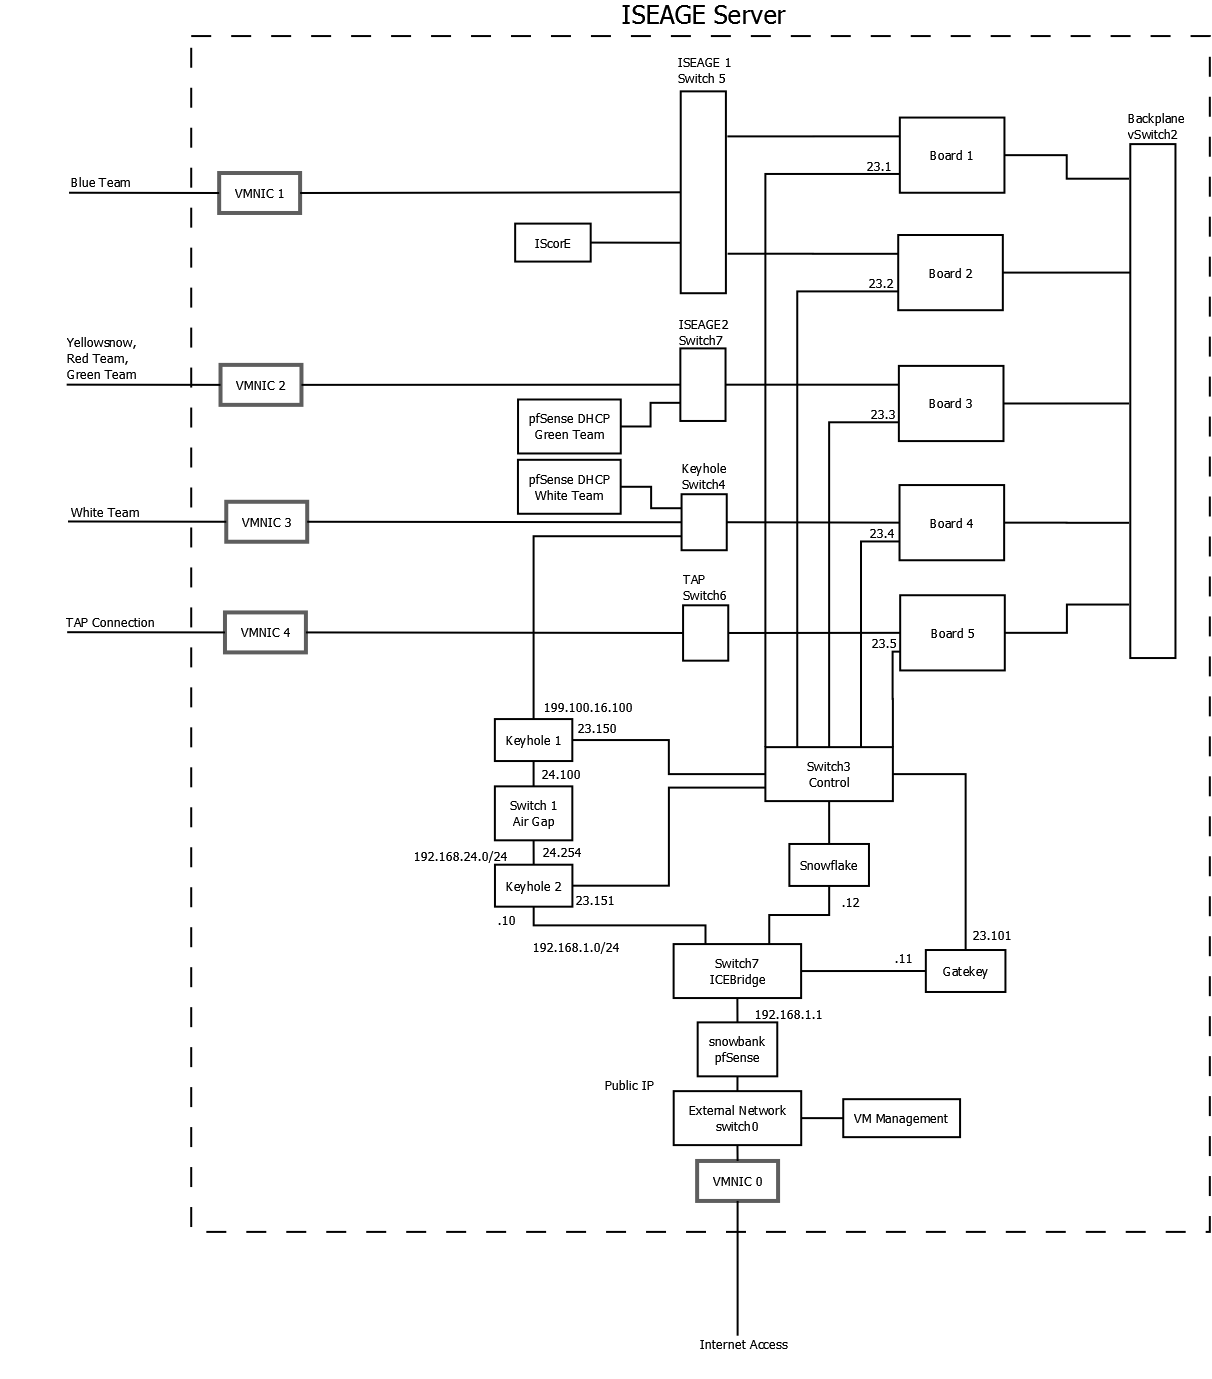 ISEAGE Server
ISEAGE 1
Switch 5
Backplane
vSwitch2
Board 1
23.1
Blue Team
VMNIC 1
IScorE
Board 2
23.2
ISEAGE2
Switch7
Yellowsnow,
Red Team,
Green Team
VMNIC 2
pfSense DHCP
Green Team
Board 3
23.3
Keyhole
Switch4
pfSense DHCP
White Team
White Team
VMNIC 3
Board 4
23.4
TAP
Switch6
TAP Connection
VMNIC 4
Board 5
23.5
199.100.16.100
23.150
Keyhole 1
24.100
Switch3
Control
Switch 1
Air Gap
192.168.24.0/24
24.254
Keyhole 2
23.151
.10
192.168.1.0/24
Snowflake
.12
23.101
.11
Gatekey
Switch7
ICEBridge
192.168.1.1
snowbank
pfSense
Public IP
External Network
switch0
VM Management
VMNIC 0
Internet Access